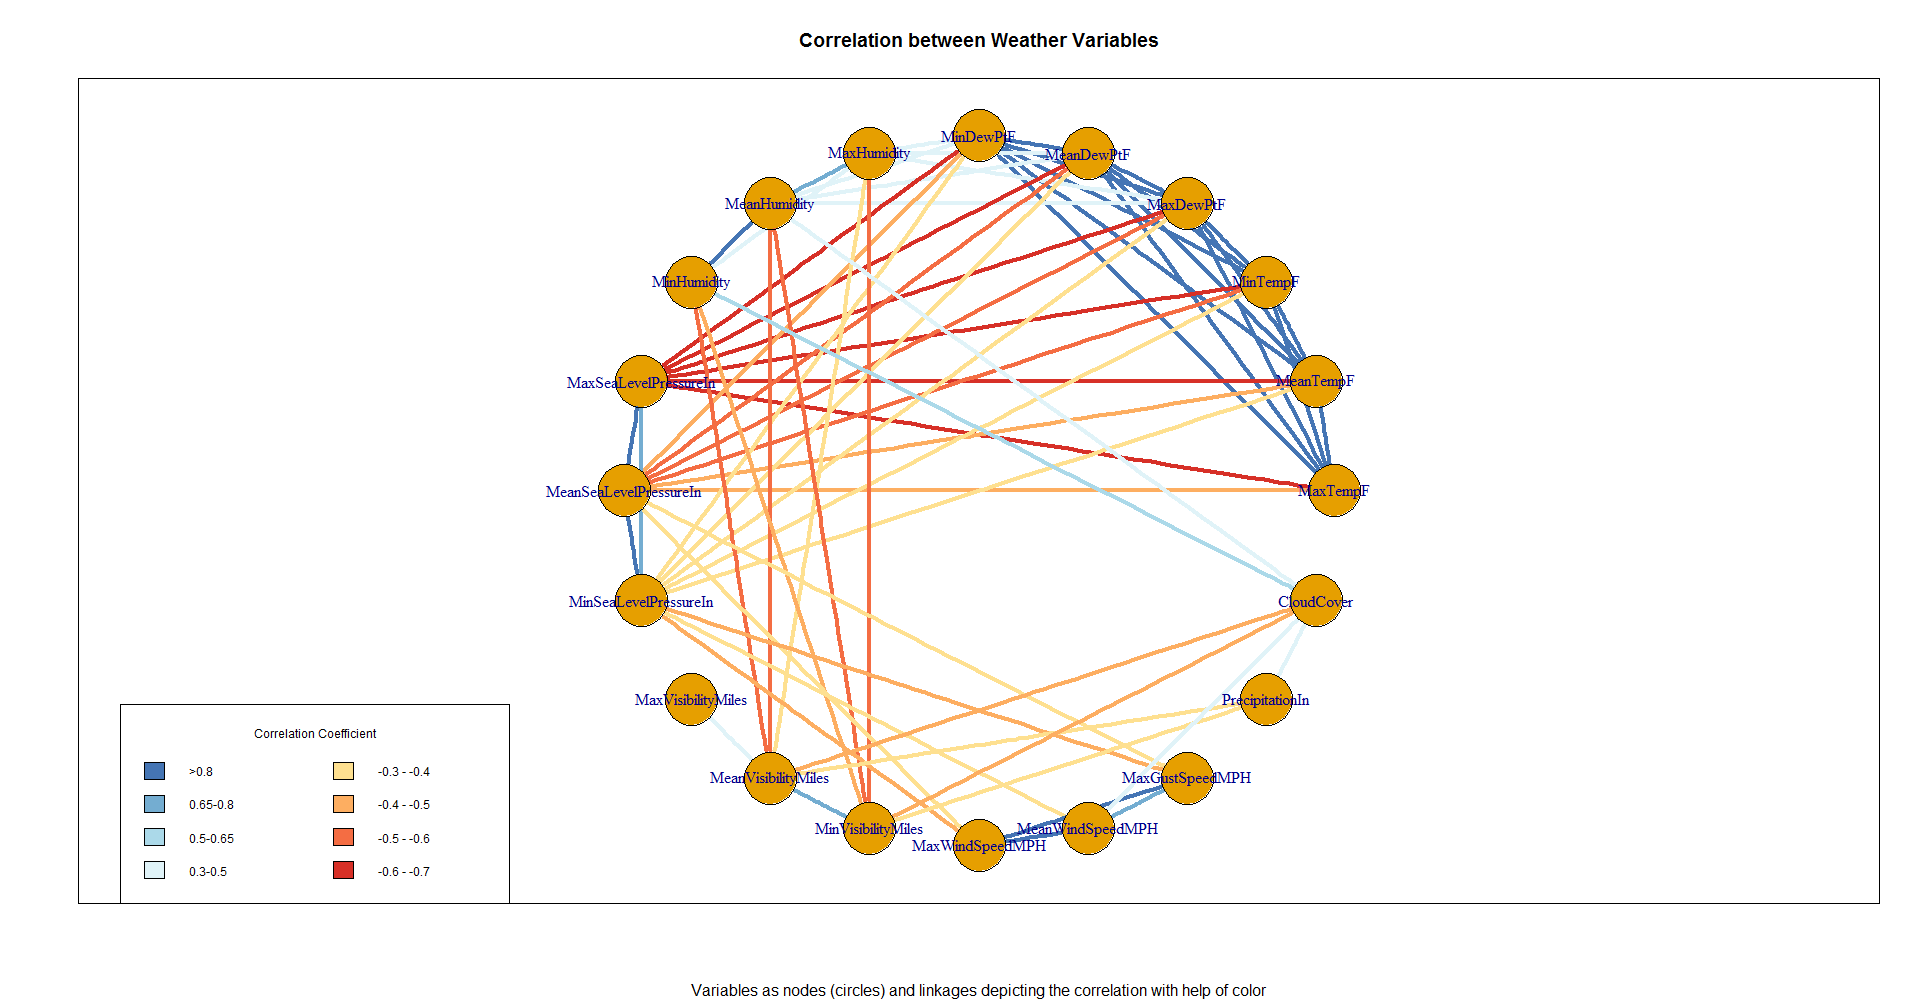 Correlation between Weather Variables
MinDewPtF
MaxHumidity
MeanDewPtF
MeanHumidity
MaxDewPtF
MinHumidity
MinTempF
MaxSeaLevelPressureIn
MeanTempF
MeanSeaLevelPressureIn
MaxTempF
MinSeaLevelPressureIn
CloudCover
MaxVisibilityMiles
PrecipitationIn
MeanVisibilityMiles
MaxGustSpeedMPH
MinVisibilityMiles
MeanWindSpeedMPH
MaxWindSpeedMPH
Correlation Coefficient
>0.8
-0.3 - -0.4
0.65-0.8
-0.4 - -0.5
0.5-0.65
-0.5 - -0.6
0.3-0.5
-0.6 - -0.7
Variables as nodes (circles) and linkages depicting the correlation with help of color